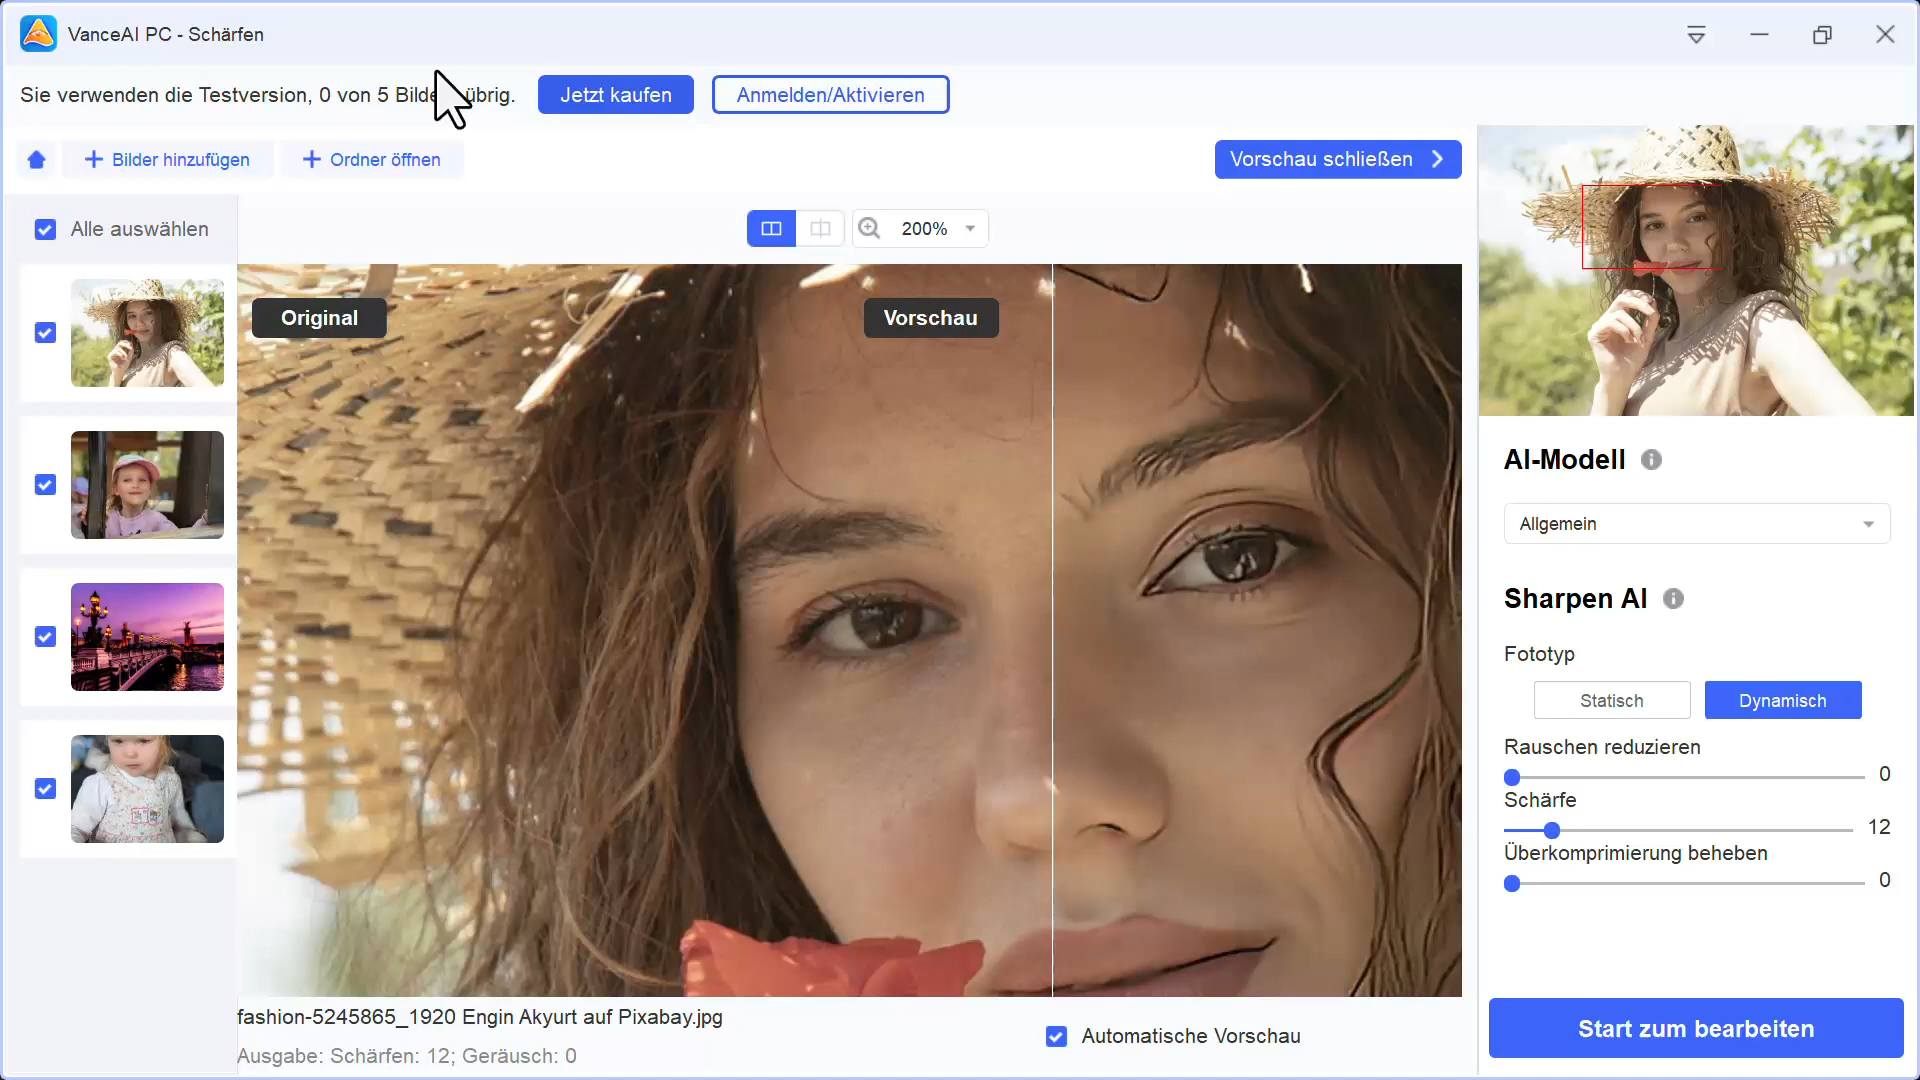 VanceAI PC - Schärfen
Sie verwenden die Testversion, 0 von 5 Bilde übrig.
Jetzt kaufen
Anmelden/Aktivieren
Bilder hinzufügen
Ordner öffnen
Vorschau schließen
Alle auswählen
200%
Original
Vorschau
AI-Modell
Allgemein
Sharpen AI
Fototyp
Statisch
Dynamisch
Rauschen reduzieren
0
Schärfe
12
Überkomprimierung beheben
0
fashion-5245865_1920 Engin Akyurt auf Pixabay.jpg
Automatische Vorschau
Ausgabe: Schärfen: 12; Geräusch: 0
Start zum bearbeiten